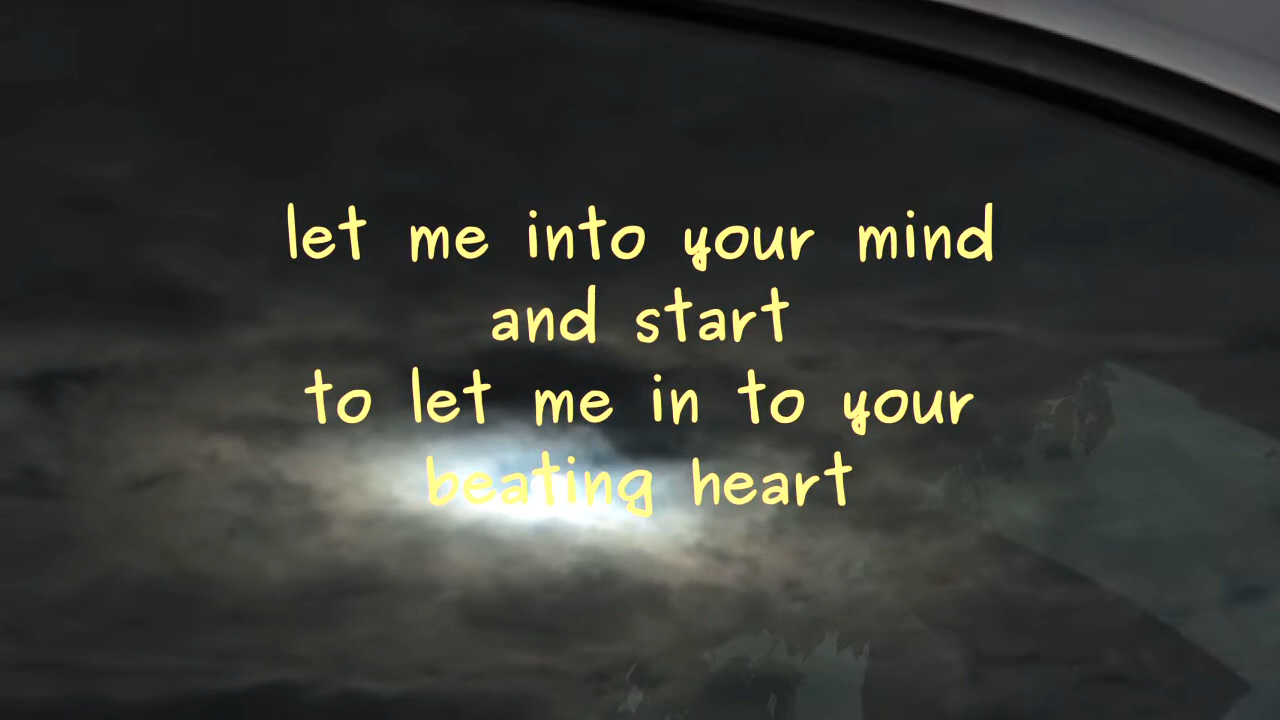 let me into your mind
and start
to let me in to your
beating heart